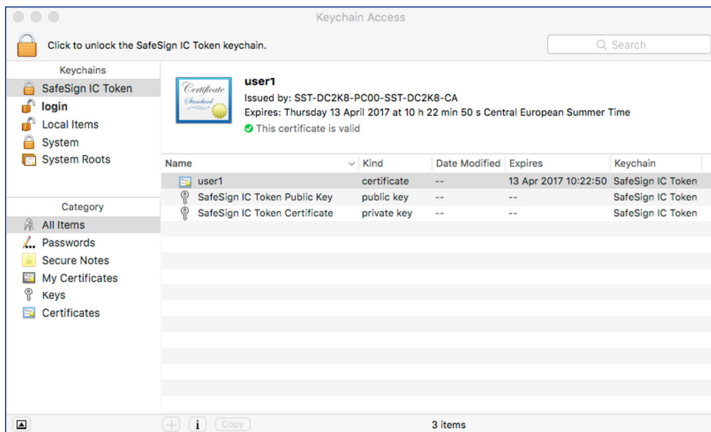 Keychain Access
Click to unlock the SafeSign IC Token keychain.
Search
Keychains
SafeSign IC Token
login
Local Items
System
System Roots
Category
All Items
Passwords
Secure Notes
My Certificates
Keys
Certificates
Certificate
Standard
user1
Issued by: SST-DC2K8-PC00-SST-DC2K8-CA
Expires: Thursday 13 April 2017 at 10 h 22 min 50 s Central European Summer Time
This certificate is valid
Name Kind Date Modified Expires Keychain
user1 certificate -- 13 Apr 2017 10:22:50 SafeSign IC Token
SafeSign IC Token Public Key public key -- -- SafeSign IC Token
SafeSign IC Token Certificate private key -- -- SafeSign IC Token
+ i Copy 3 items